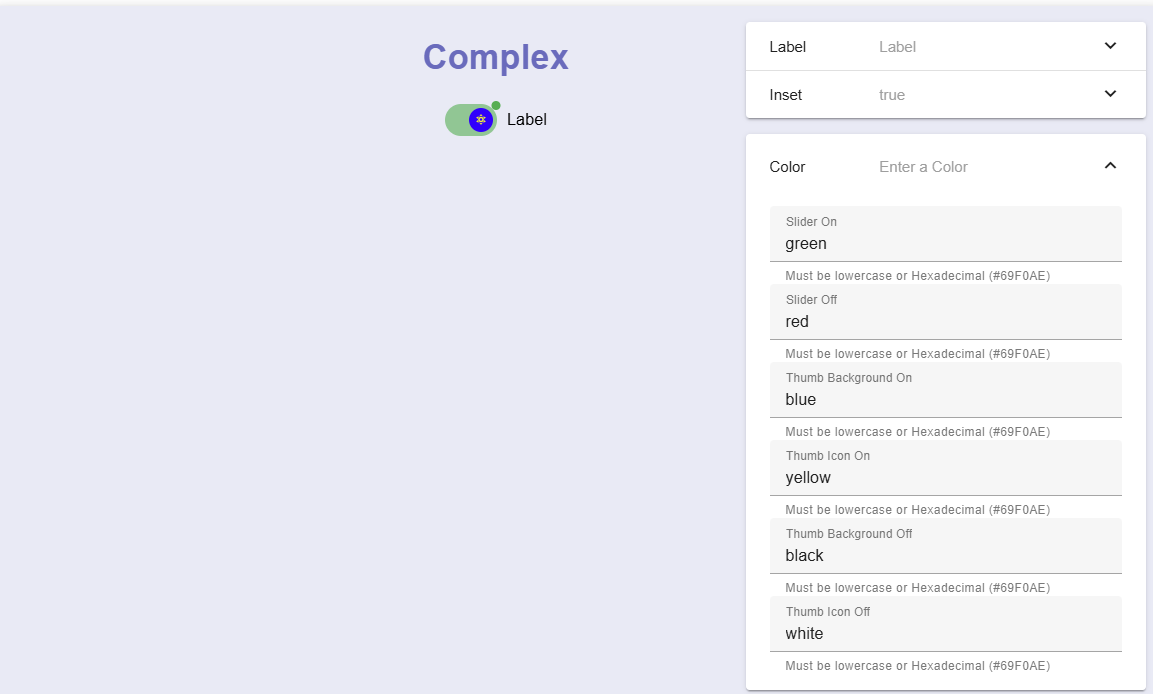 Complex
Label
Label Label
Inset true
Color Enter a Color
Slider On
green
Must be lowercase or Hexadecimal (#69F0AE)
Slider Off
red
Must be lowercase or Hexadecimal (#69F0AE)
Thumb Background On
blue
Must be lowercase or Hexadecimal (#69F0AE)
Thumb Icon On
yellow
Must be lowercase or Hexadecimal (#69F0AE)
Thumb Background Off
black
Must be lowercase or Hexadecimal (#69F0AE)
Thumb Icon Off
white
Must be lowercase or Hexadecimal (#69F0AE)